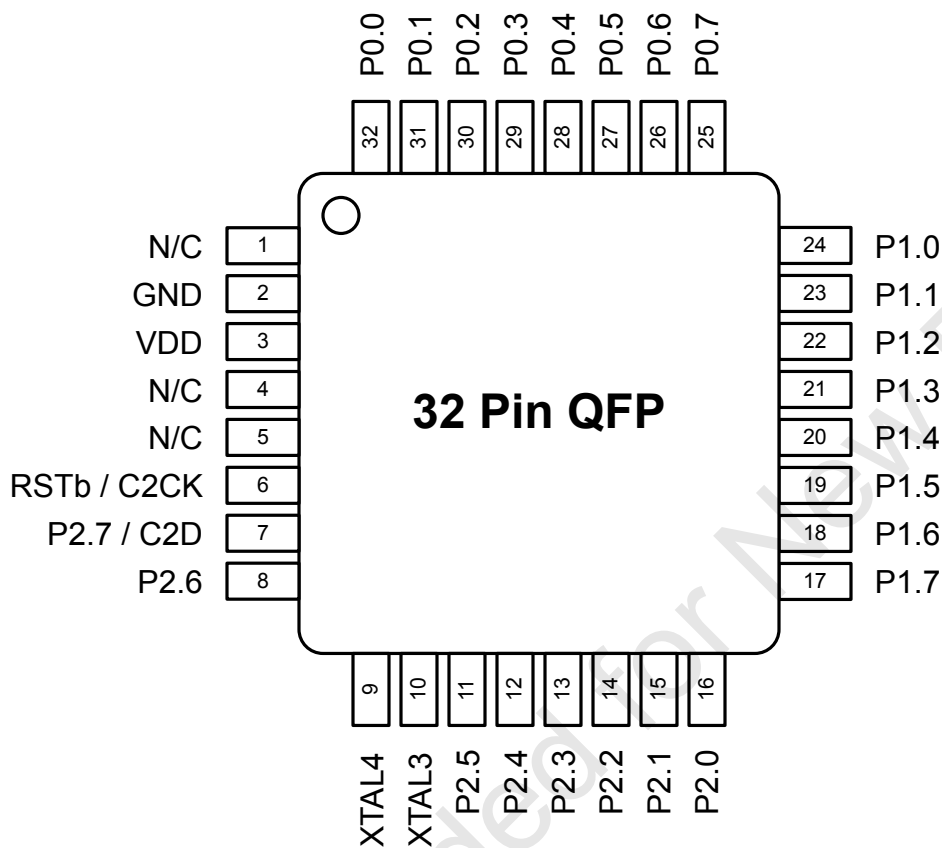 P0.0 P0.1 P0.2 P0.3 P0.4 P0.5 P0.6 P0.7
32 31 30 29 28 27 26 25
N/C 1 24 P1.0
GND 2 23 P1.1
VDD 3 22 P1.2
N/C 4 21 P1.3
32 Pin QFP
N/C 5 20 P1.4
RSTb / C2CK 6 19 P1.5
P2.7 / C2D 7 18 P1.6
P2.6 8 17 P1.7
9 10 11 12 13 14 15 16
XTAL4 XTAL3 P2.5 P2.4 P2.3 P2.2 P2.1 P2.0
for New